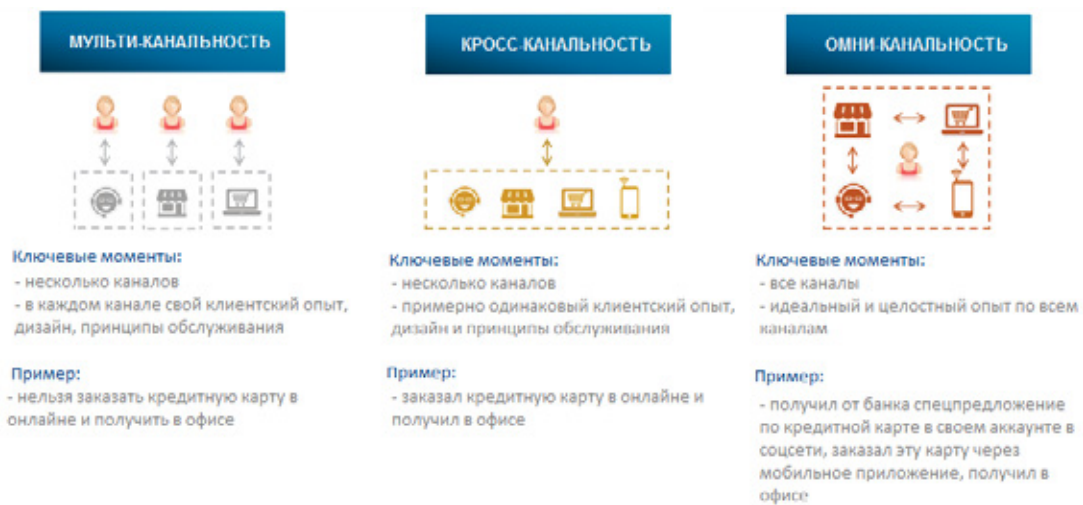 МУЛЬТИ-КАНАЛЬНОСТЬ
Ключевые моменты:
- несколько каналов
- в каждом канале свой клиентский опыт,
дизайн, принципы обслуживания
Пример:
- нельзя заказать кредитную карту в
онлайне и получить в офисе
КРОСС-КАНАЛЬНОСТЬ
Ключевые моменты:
- несколько каналов
- примерно одинаковый клиентский опыт,
дизайн и принципы обслуживания
Пример:
- заказал кредитную карту в онлайне и
получил в офисе
ОМНИ-КАНАЛЬНОСТЬ
Ключевые моменты:
- все каналы
- идеальный и целостный опыт по всем
каналам
Пример:
- получил от банка спецпредложение
по кредитной карте в своем аккаунте в
соцсети, заказал эту карту через
мобильное приложение, получил в
офисе